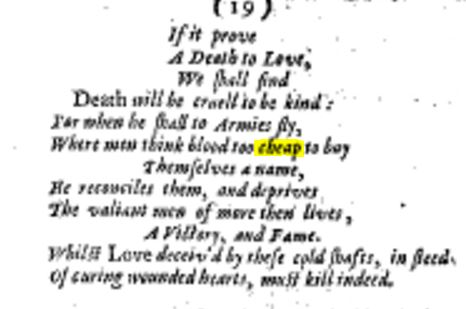 (19)
If it prove
A Death to Love,
We ſhall find
Death will be cruell to be kind:
For when he ſhall to Armies fly,
Where men think blood too cheap to buy
Themſelves a name,
He reconciles them, and deprives
The valiant men of more then lives,
A Victory, and Fame.
Whilſt Love deceiv'd by theſe cold ſhafts, in ſteed.
Of curing wounded hearts, muſt kill indeed.